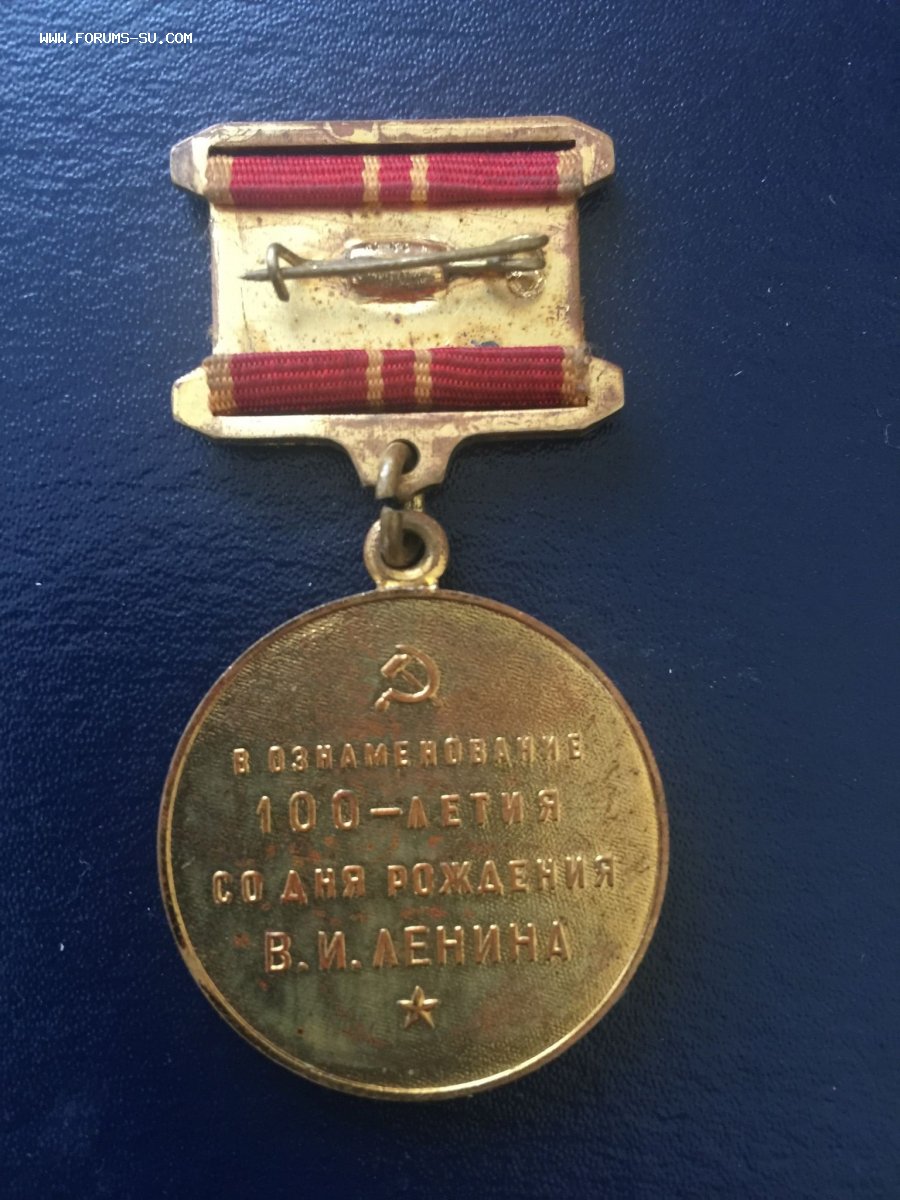 WWW.FORUMS-SU.COM
В ОЗНАМЕНОВАНИЕ
100-ЛЕТИЯ
СО ДНЯ РОЖДЕНИЯ
В.И.ЛЕНИНА